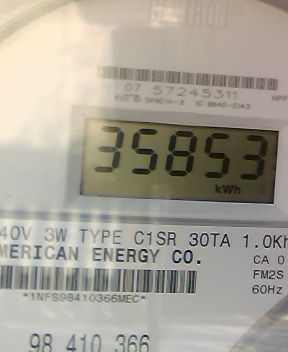 07 57245311
35853
kWh
40V 3W TYPE C1SR 30TA 1.0Kh
MERICAN ENERGY CO.
CA 0
FM2S
60Hz
*1NFS98410366MEC*
98 410 366